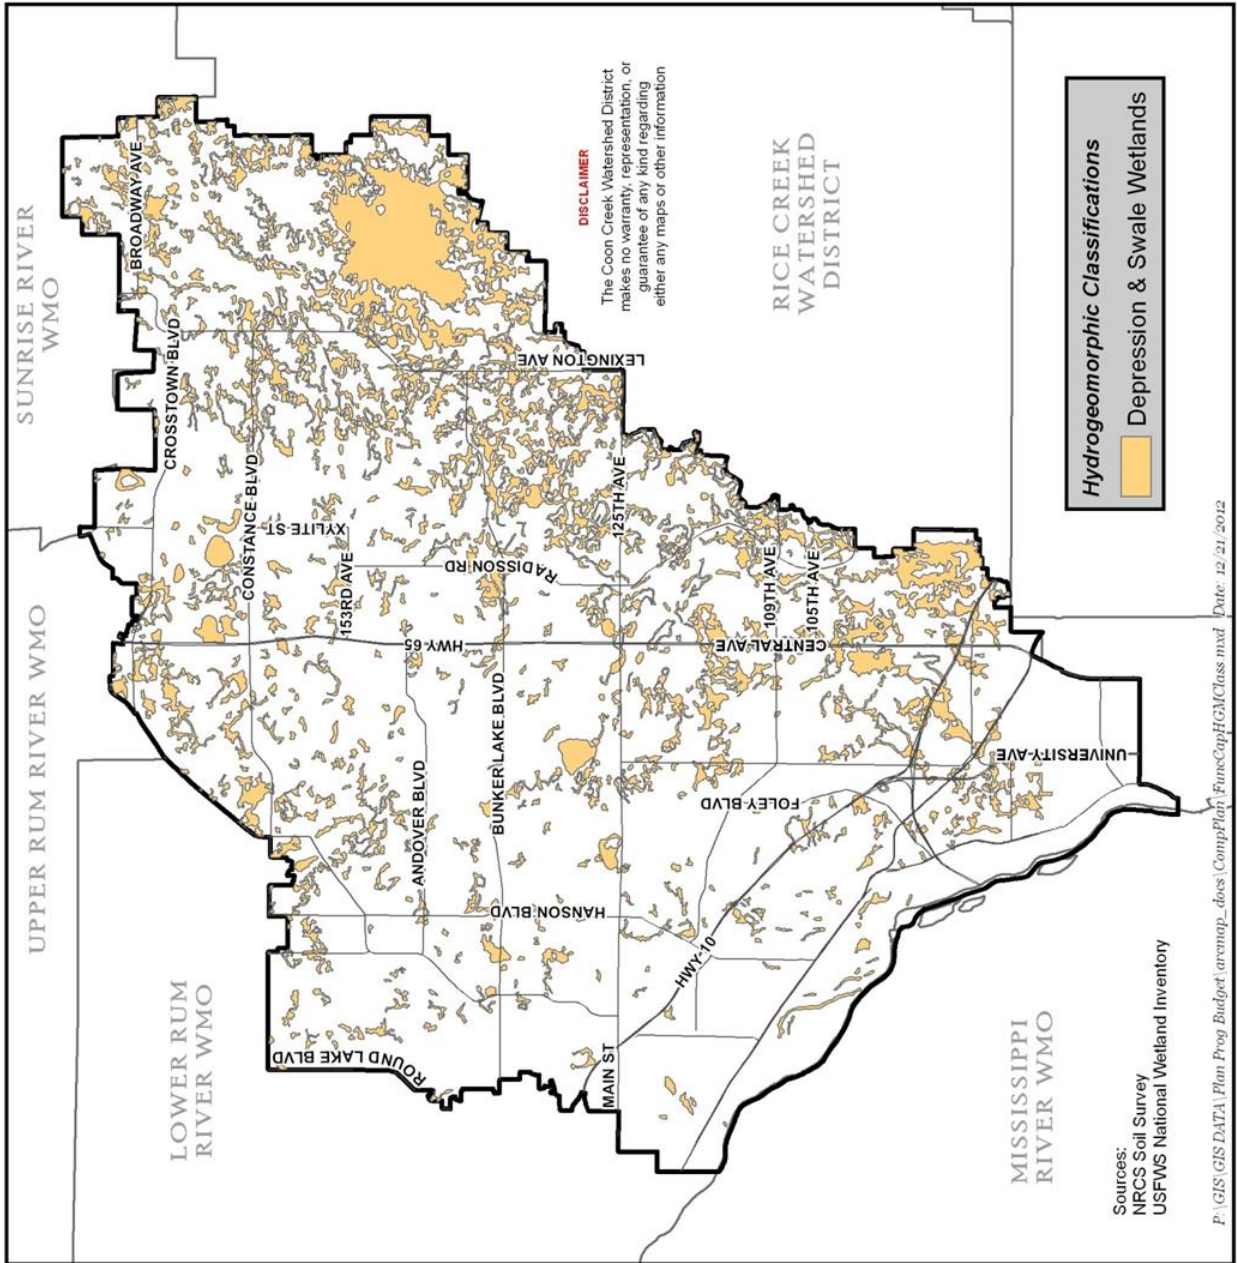 SUNRISE RIVER
WMO
UPPER RUM RIVER WMO
LOWER RUM
RIVER WMO
BROADWAY AVE
CROSSTOWN BLVD
CONSTANCE BLVD
XYLITE ST
153RD AVE
RADISSON RD
HWY 65
ANDOVER BLVD
BUNKER LAKE BLVD
HANSON BLVD
ROUND LAKE BLVD
LEXINGTON AVE
125TH AVE
109TH AVE
105TH AVE
CENTRAL AVE
UNIVERSITY AVE
FOLEY BLVD
HWY 10
MAIN ST
DISCLAIMER
The Coon Creek Watershed District
makes no warranty, representation, or
guarantee of any kind regarding
either any maps or other information
RICE CREEK
WATERSHED
DISTRICT
MISSISSIPPI
RIVER WMO
Hydrogeomorphic Classifications
Depression & Swale Wetlands
Sources:
NRCS Soil Survey
USFWS National Wetland Inventory
P:\GIS\GIS DATA\Plan Prog Budget\arcmap_docs\CompPlan\FuncCapHGMClass.mxd Date: 12/21/2012